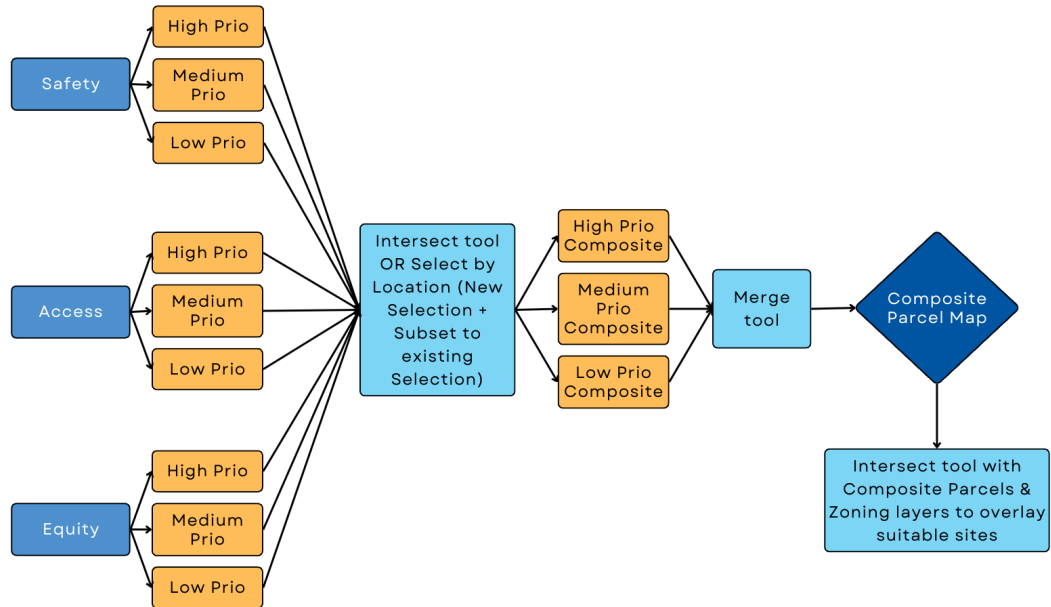 Safety
High Prio
Medium
Prio
Low Prio
Access
High Prio
Medium
Prio
Low Prio
Equity
High Prio
Medium
Prio
Low Prio
Intersect tool
OR Select by
Location (New
Selection +
Subset to
existing
Selection)
High Prio
Composite
Medium
Prio
Composite
Low Prio
Composite
Merge
tool
Composite
Parcel Map
Intersect tool with
Composite Parcels &
Zoning layers to overlay
suitable sites